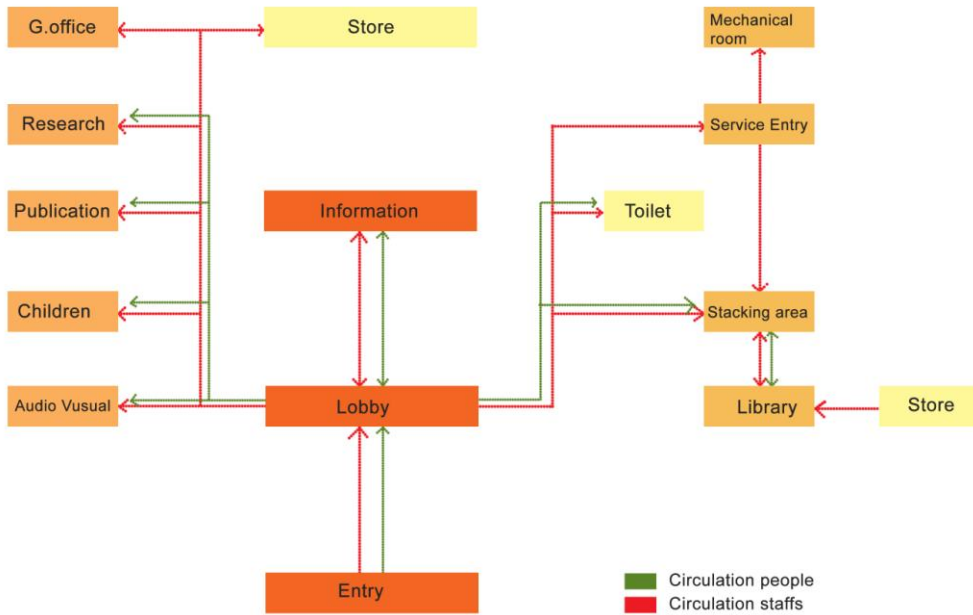 G.office
Store
Mechanical
room
Research
Service Entry
Publication
Information
Toilet
Children
Stacking area
Audio Vusual
Lobby
Library
Store
Entry
Circulation people
Circulation staffs